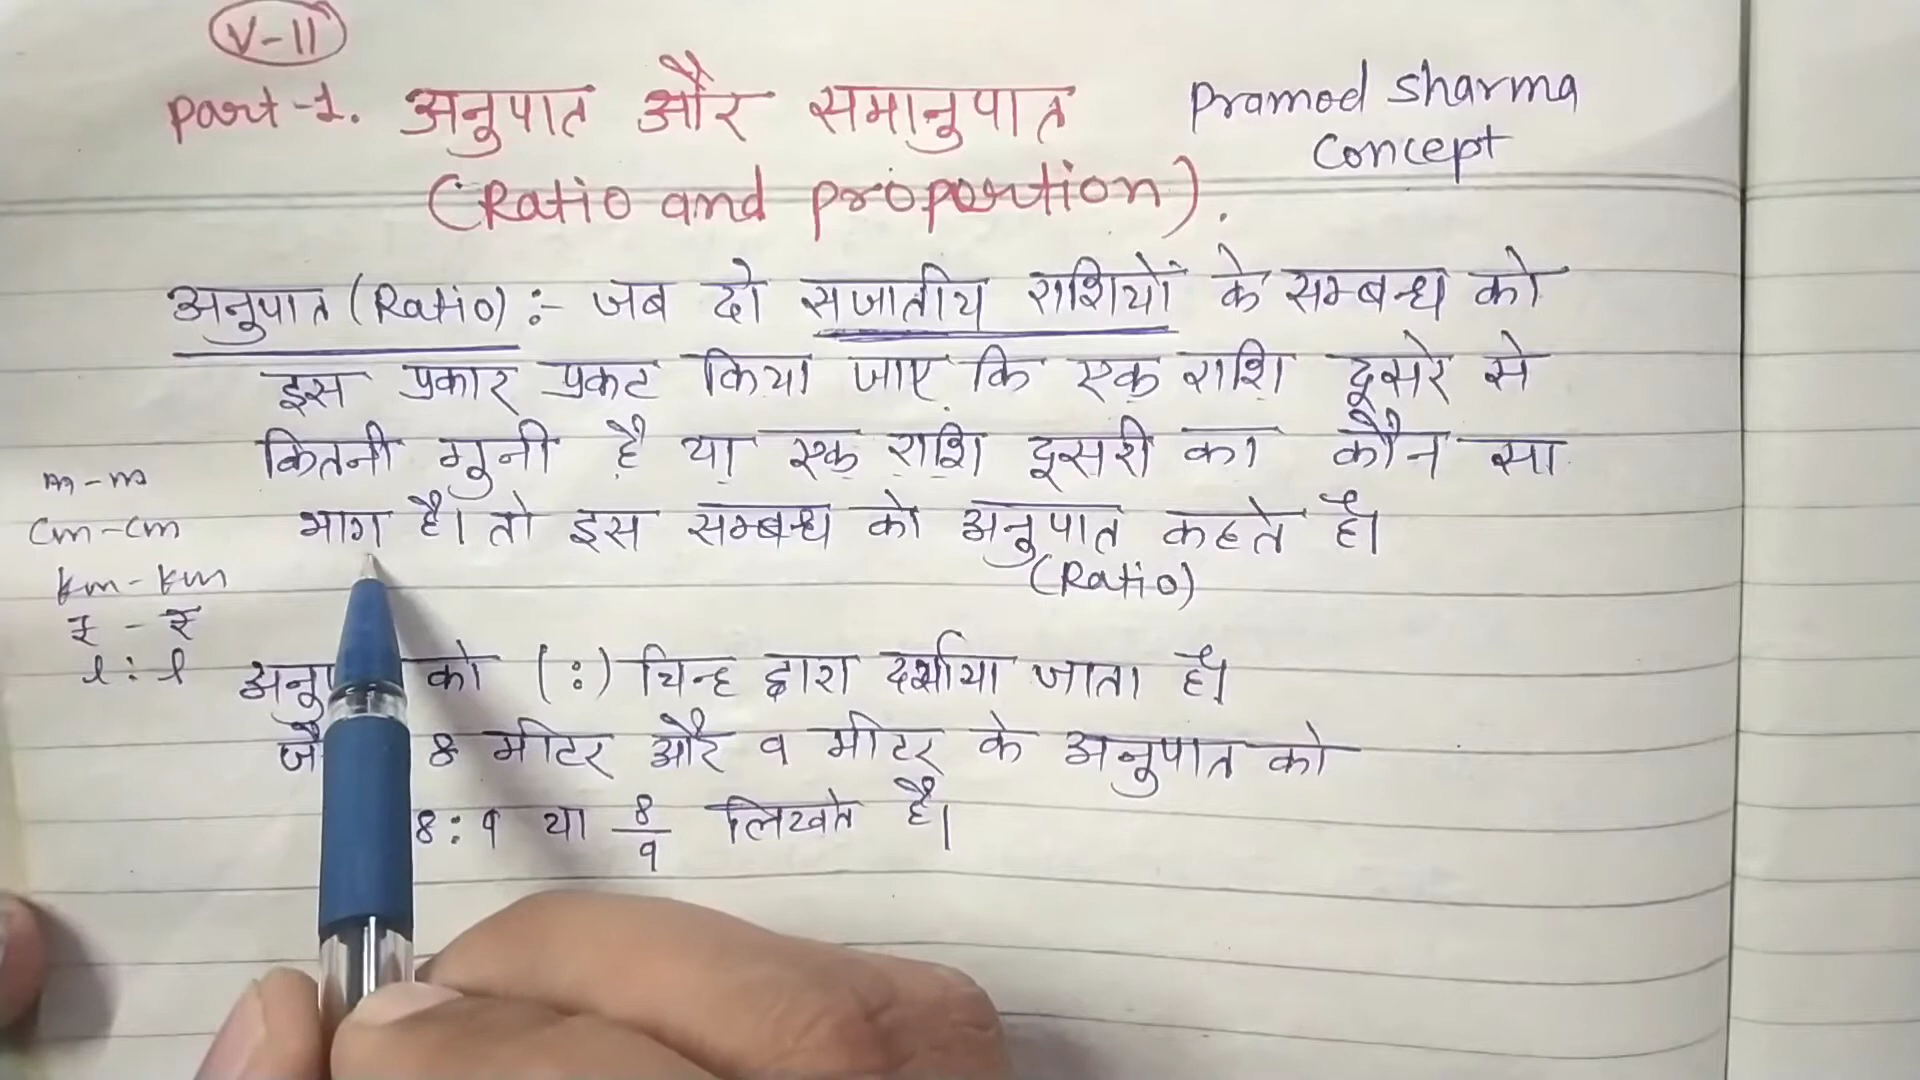 V-11
Part-1. अनुपात और समानुपात
Pramod Sharma
Concept
(Ratio and proportion).
अनुपात (Ratio) :- जब दो सजातीय राशियों के सम्बन्ध को
इस प्रकार प्रकट किया जाए कि एक राशि दूसरे से
कितनी गुनी है या एक राशि दूसरी का कौन सा
भाग है। तो इस सम्बन्ध को अनुपात कहते है।
(Ratio)
m-m
cm-cm
km-km
₹ - ₹
l : l
को (:) चिन्ह द्वारा दर्शाया जाता है।
8 मीटर और 9 मीटर के अनुपात को
8:9 या 8/9 लिखते है।